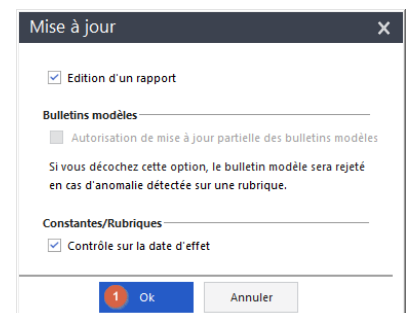 Mise à jour
Edition d'un rapport
Bulletins modèles
Autorisation de mise à jour partielle des bulletins modèles
Si vous décochez cette option, le bulletin modèle sera rejeté
en cas d'anomalie détectée sur une rubrique.
Constantes/Rubriques
Contrôle sur la date d'effet
1 Ok Annuler